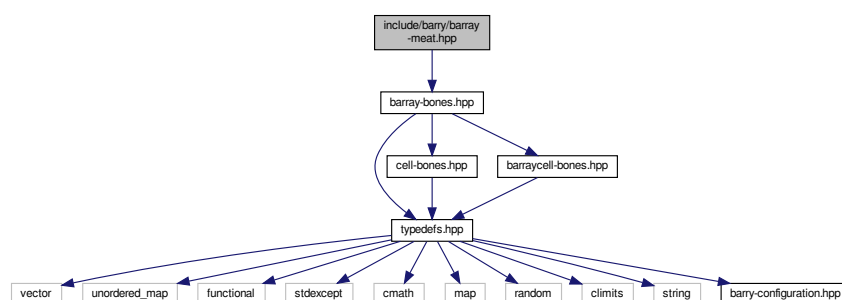 include/barry/barray
-meat.hpp
barray-bones.hpp
cell-bones.hpp
barraycell-bones.hpp
typedefs.hpp
vector
unordered_map
functional
stdexcept
cmath
map
random
climits
string
barry-configuration.hpp